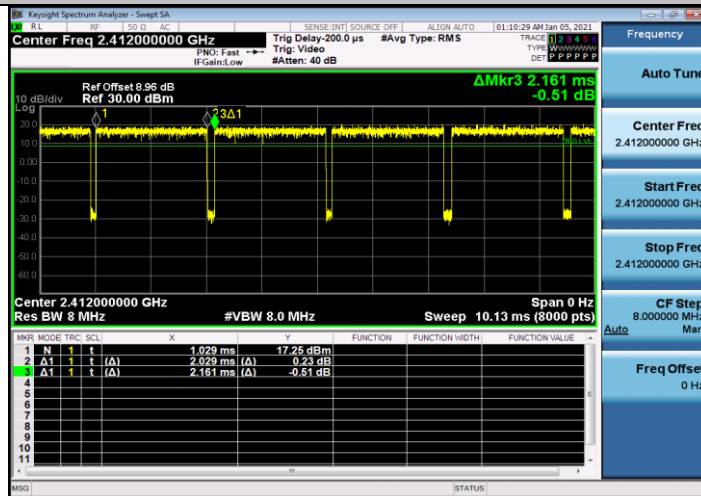 Keysight Spectrum Analyzer - Swept SA
RL RF 50 Ω AC SENSE:INT SOURCE OFF ALIGN AUTO 01:10:29 AM Jan 05, 2021
Center Freq 2.412000000 GHz
PNO: Fast
IFGain:Low
Trig Delay-200.0 µs
Trig: Video
#Atten: 40 dB
#Avg Type: RMS
TRACE 1 2 3 4 5 6
TYPE WWWWWW
DET P P P P P P
Frequency
Auto Tune
Center Freq
2.412000000 GHz
Start Freq
2.412000000 GHz
Stop Freq
2.412000000 GHz
CF Step
8.000000 MHz
Auto Man
Freq Offset
0 Hz
10 dB/div
Log
Ref Offset 8.96 dB
Ref 30.00 dBm
ΔMkr3 2.161 ms
-0.51 dB
1
3Δ1
20.0
10.0
0.00
-10.0
-20.0
-30.0
-40.0
-50.0
-60.0
Center 2.412000000 GHz
Res BW 8 MHz
#VBW 8.0 MHz
Span 0 Hz
Sweep 10.13 ms (8000 pts)
MKR MODE TRC SCL X Y FUNCTION FUNCTION WIDTH FUNCTION VALUE
1 N 1 t 1.029 ms 17.25 dBm
2 Δ1 1 t (Δ) 2.029 ms (Δ) 0.23 dB
3 Δ1 1 t (Δ) 2.161 ms (Δ) -0.51 dB
4
5
6
7
8
9
10
11
MSG STATUS